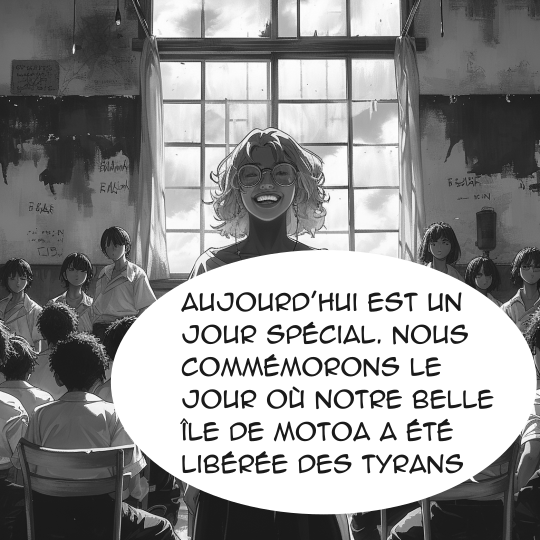 AUJOURD'HUI EST UN
JOUR SPÉCIAL. NOUS
COMMÉMORONS LE
JOUR OÙ NOTRE BELLE
ÎLE DE MOTOA A ÉTÉ
LIBÉRÉE DES TYRANS